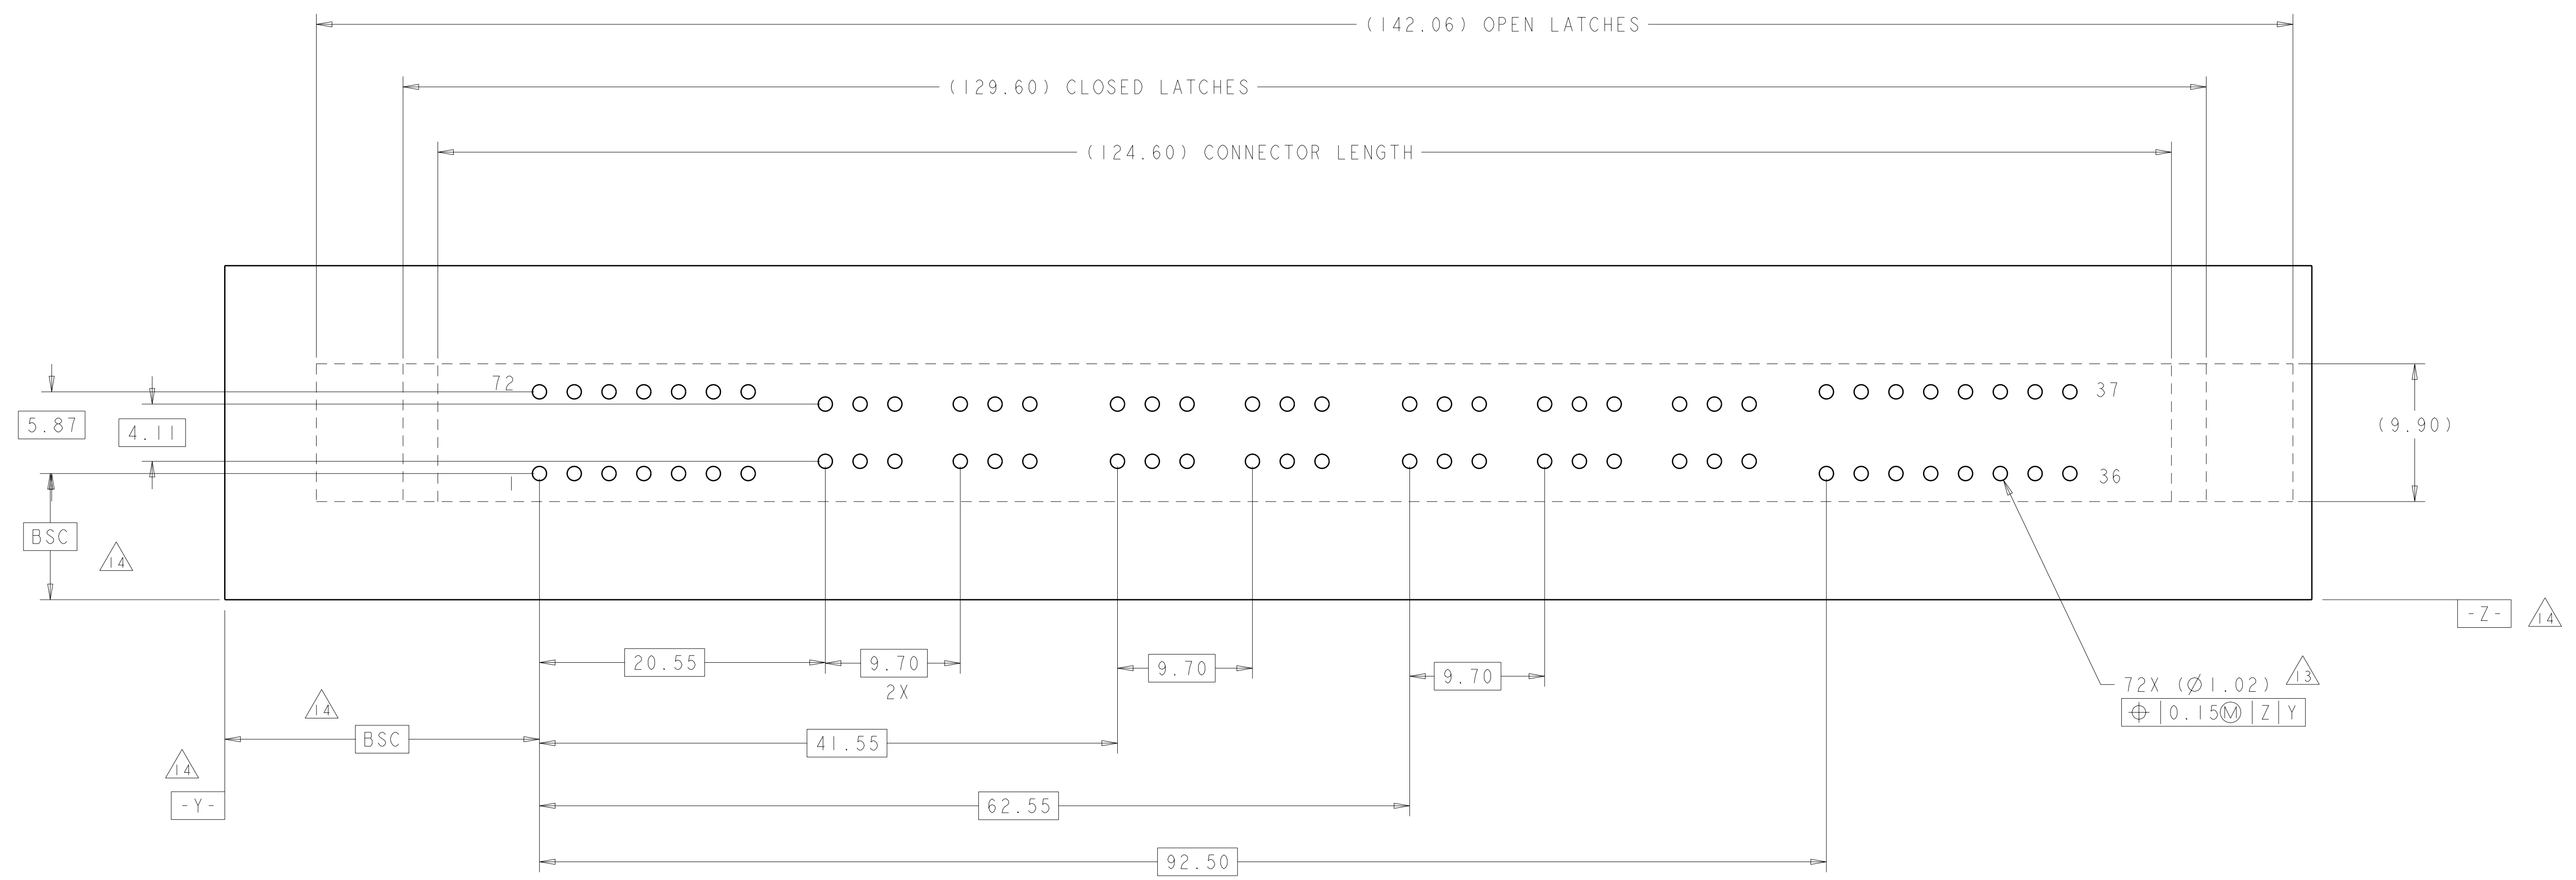 (142.06) OPEN LATCHES
(129.60) CLOSED LATCHES
(124.60) CONNECTOR LENGTH
72
37
5.87
4.11
(9.90)
1
36
BSC
14
-Z-
14
20.55
9.70
2X
9.70
9.70
72X (Ø1.02)
13
⌖ 0.15Ⓜ Z Y
14
BSC
41.55
14
-Y-
62.55
92.50